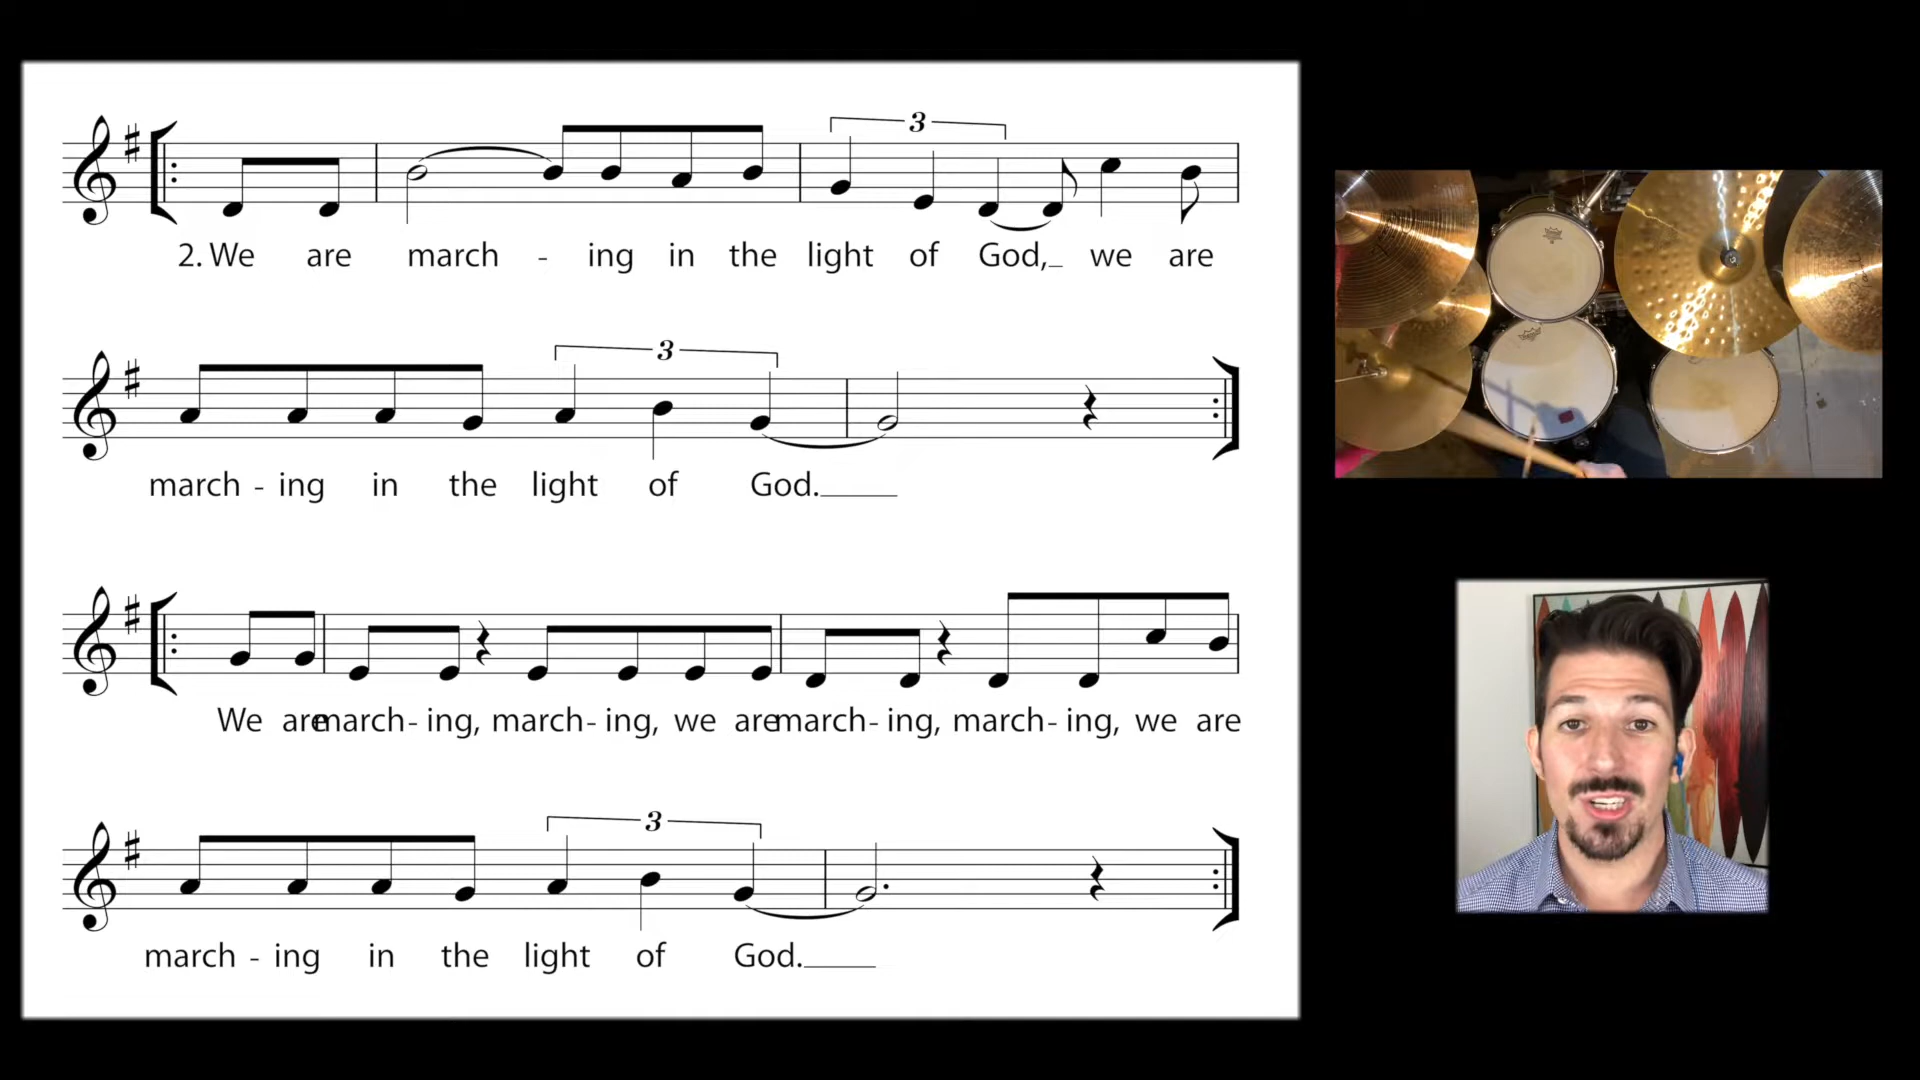 3
2. We are march - ing in the light of God,_ we are
3
march - ing in the light of God.____
We are march - ing, march - ing, we are march - ing, march - ing, we are
3
march - ing in the light of God.____